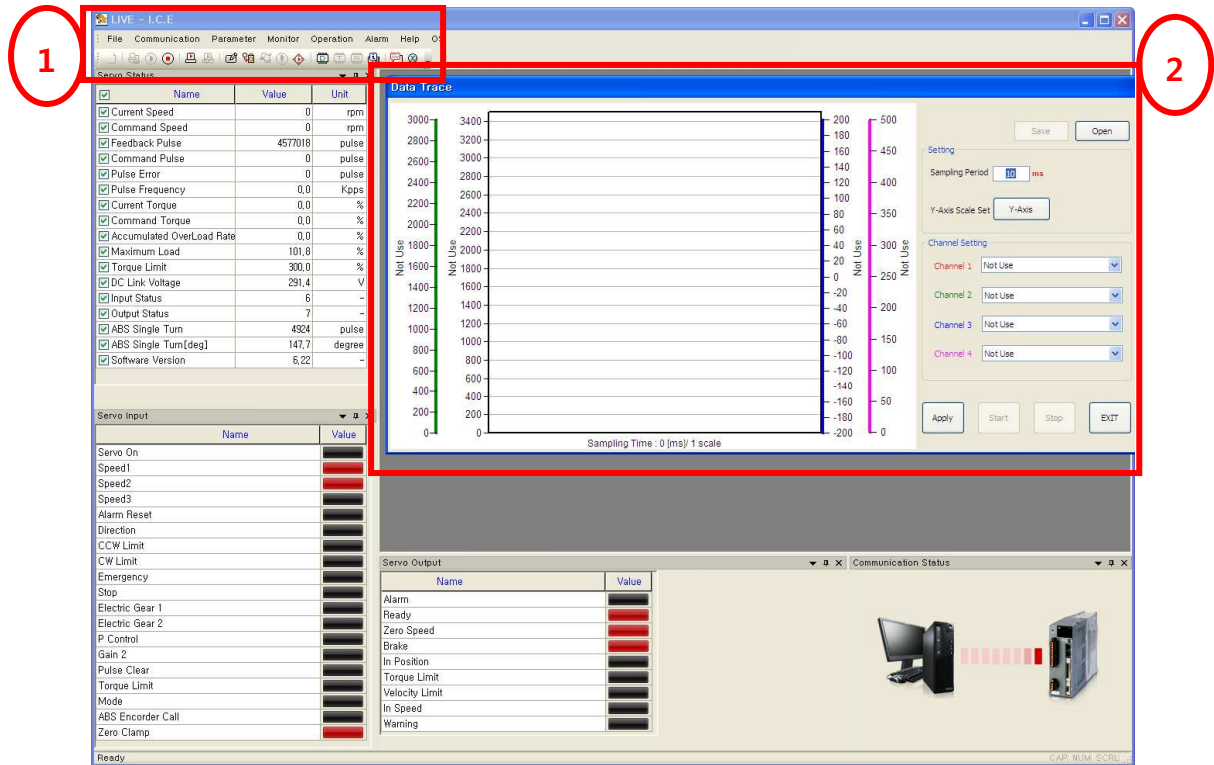 1
2
LIVE - I.C.E
File Communication Parameter Monitor Operation Alarm Help
Servo Status
Name Value Unit
Current Speed 0 rpm
Command Speed 0 rpm
Feedback Pulse 4577018 pulse
Command Pulse 0 pulse
Pulse Error 0 pulse
Pulse Frequency 0,0 Kpps
Current Torque 0,0 %
Command Torque 0,0 %
Accumulated OverLoad Rate 0,0 %
Maximum Load 101,8 %
Torque Limit 300,0 %
DC Link Voltage 291,4 V
Input Status 6 -
Output Status 7 -
ABS Single Turn 4924 pulse
ABS Single Turn[deg] 147,7 degree
Software Version 6,22 -
Servo Input
Name Value
Servo On
Speed1
Speed2
Speed3
Alarm Reset
Direction
CCW Limit
CW Limit
Emergency
Stop
Electric Gear 1
Electric Gear 2
P Control
Gain 2
Pulse Clear
Torque Limit
Mode
ABS Encorder Call
Zero Clamp
Data Trace
3000
2800
2600
2400
2200
2000
1800
1600
1400
1200
1000
800
600
400
200
0
Not Use
3400
3200
3000
2800
2600
2400
2200
2000
1800
1600
1400
1200
1000
800
600
400
200
0
Not Use
200
180
160
140
120
100
80
60
40
20
0
-20
-40
-60
-80
-100
-120
-140
-160
-180
-200
Not Use
500
450
400
350
300
250
200
150
100
50
0
Not Use
Sampling Time : 0 [ms]/ 1 scale
Save Open
Setting
Sampling Period 10 ms
Y-Axis Scale Set Y-Axis
Channel Setting
Channel 1 Not Use
Channel 2 Not Use
Channel 3 Not Use
Channel 4 Not Use
Apply Start Stop EXIT
Servo Output
Name Value
Alarm
Ready
Zero Speed
Brake
In Position
Torque Limit
Velocity Limit
In Speed
Warning
Communication Status
Ready
CAP NUM SCRL